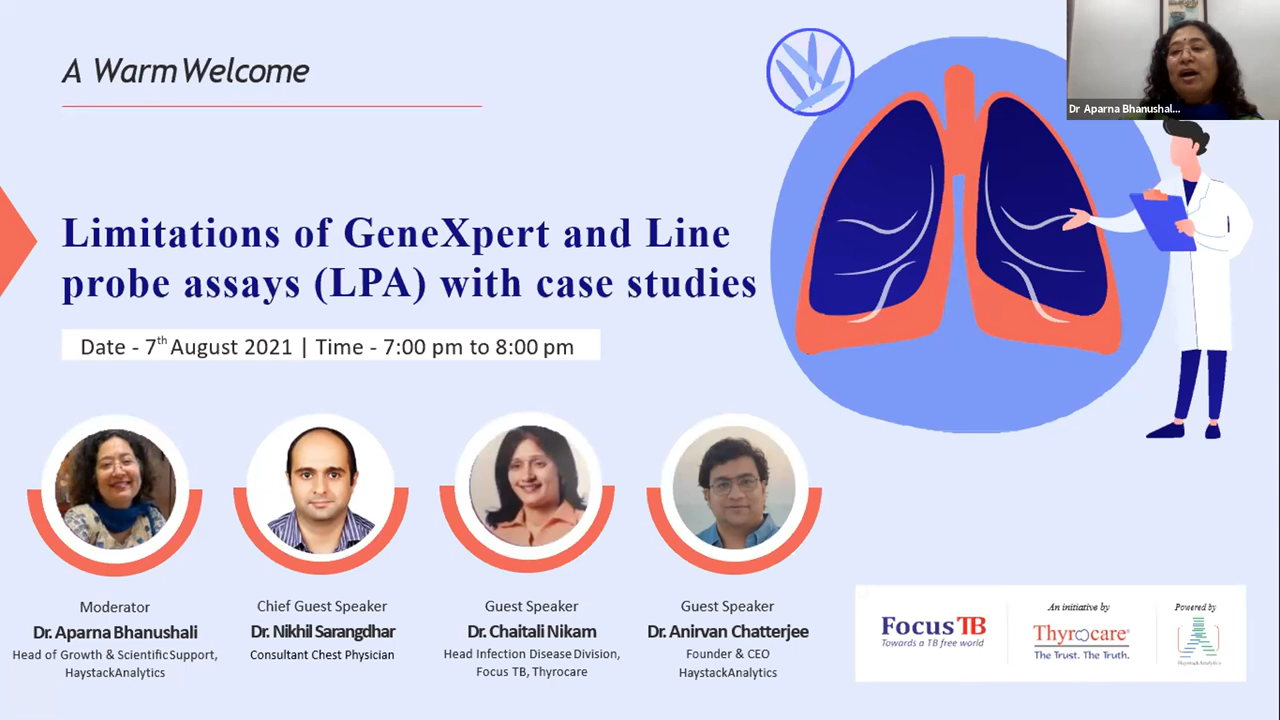 A Warm Welcome
Dr Aparna Bhanushal...
Limitations of GeneXpert and Line
probe assays (LPA) with case studies
Date - 7th August 2021 | Time - 7:00 pm to 8:00 pm
Moderator
Dr. Aparna Bhanushali
Head of Growth & Scientific Support,
HaystackAnalytics
Chief Guest Speaker
Dr. Nikhil Sarangdhar
Consultant Chest Physician
Guest Speaker
Dr. Chaitali Nikam
Head Infection Disease Division,
Focus TB, Thyrocare
Guest Speaker
Dr. Anirvan Chatterjee
Founder & CEO
HaystackAnalytics
Focus TB
Towards a TB free world
An initiative by
Thyrocare®
The Trust. The Truth.
Powered by
HaystackAnalytics